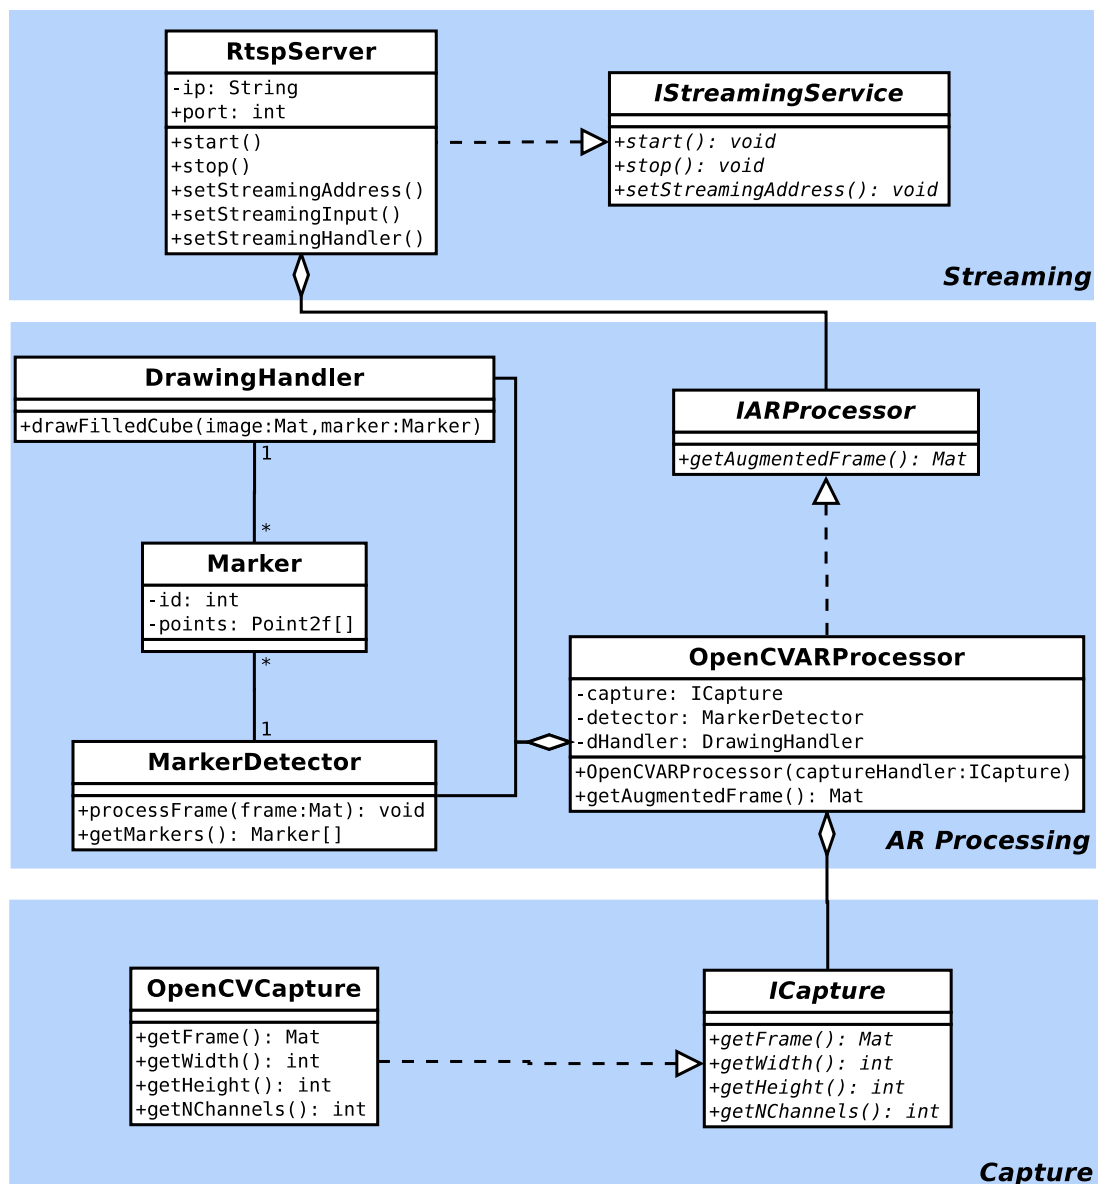 RtspServer
-ip: String
+port: int
+start()
+stop()
+setStreamingAddress()
+setStreamingInput()
+setStreamingHandler()
IStreamingService
+start(): void
+stop(): void
+setStreamingAddress(): void
Streaming
DrawingHandler
+drawFilledCube(image:Mat,marker:Marker)
1
*
Marker
-id: int
-points: Point2f[]
*
1
MarkerDetector
+processFrame(frame:Mat): void
+getMarkers(): Marker[]
IARProcessor
+getAugmentedFrame(): Mat
OpenCVARProcessor
-capture: ICapture
-detector: MarkerDetector
-dHandler: DrawingHandler
+OpenCVARProcessor(captureHandler:ICapture)
+getAugmentedFrame(): Mat
AR Processing
OpenCVCapture
+getFrame(): Mat
+getWidth(): int
+getHeight(): int
+getNChannels(): int
ICapture
+getFrame(): Mat
+getWidth(): int
+getHeight(): int
+getNChannels(): int
Capture